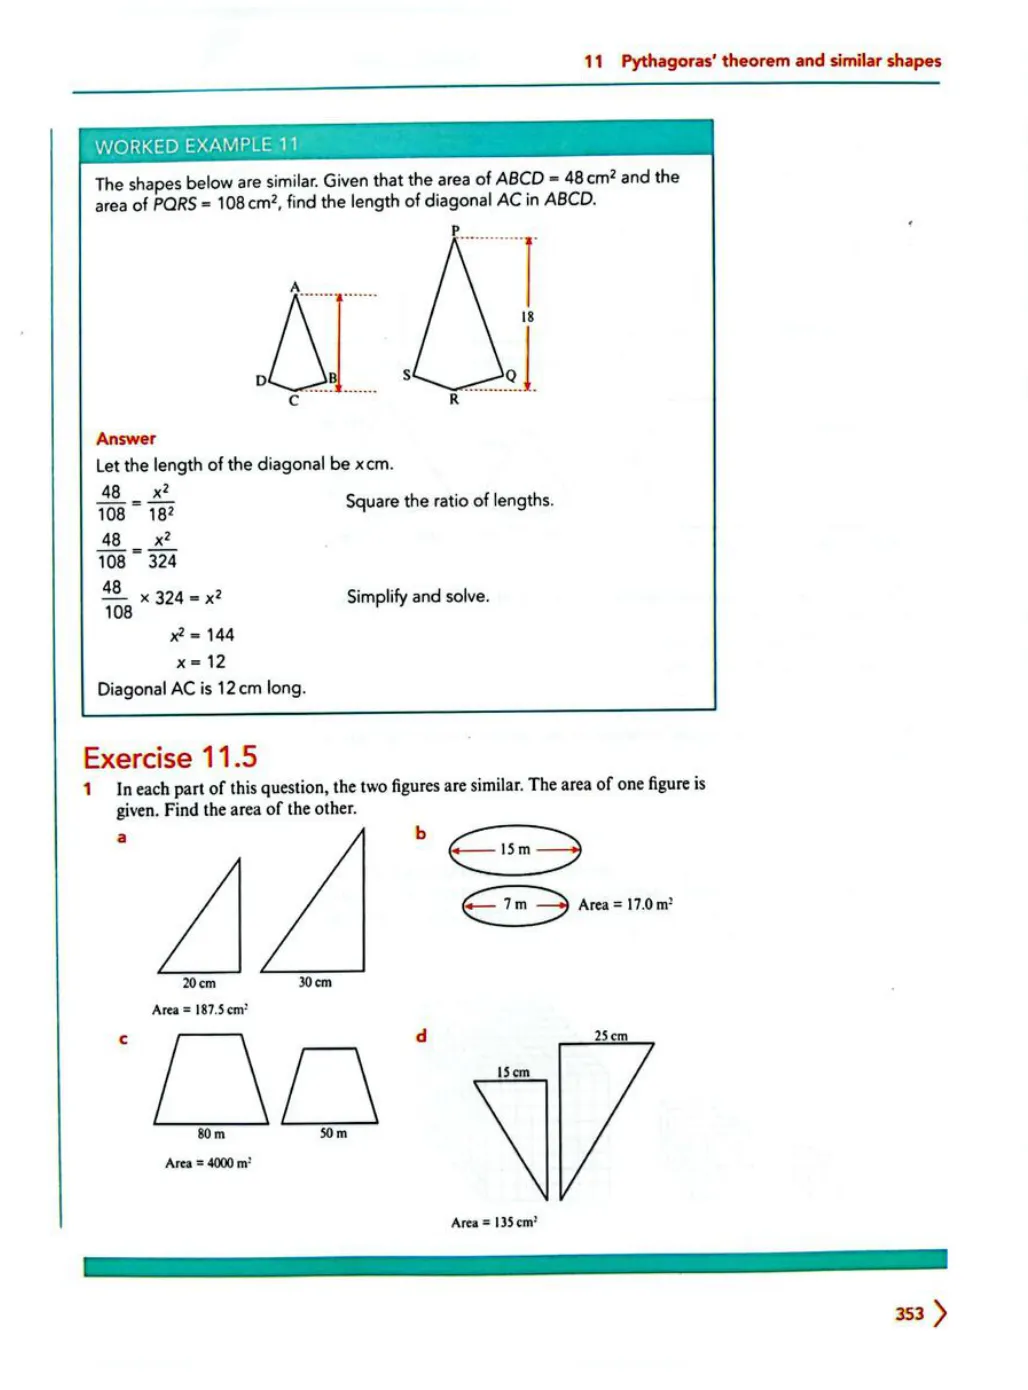 11 Pythagoras' theorem and similar shapes
WORKED EXAMPLE 11
The shapes below are similar. Given that the area of ABCD = 48 cm² and the
area of PQRS = 108 cm², find the length of diagonal AC in ABCD.
P
A
18
D
B
S
Q
C
R
Answer
Let the length of the diagonal be x cm.
48/108 = x²/18² Square the ratio of lengths.
48/108 = x²/324
48/108 × 324 = x² Simplify and solve.
x² = 144
x = 12
Diagonal AC is 12 cm long.
Exercise 11.5
1 In each part of this question, the two figures are similar. The area of one figure is
given. Find the area of the other.
a
20 cm 30 cm
Area = 187.5 cm²
b
15 m
7 m Area = 17.0 m²
c
80 m 50 m
Area = 4000 m²
d
25 cm
15 cm
Area = 135 cm²
353